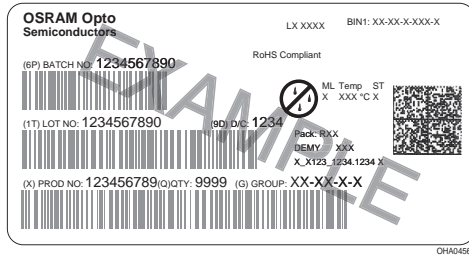 OSRAM Opto
Semiconductors
LX XXXX
BIN1: XX-XX-X-XXX-X
RoHS Compliant
(6P) BATCH NO: 1234567890
ML Temp ST
X XXX °C X
(1T) LOT NO: 1234567890
(9D) D/C: 1234
Pack: RXX
DEMY XXX
X_X123_1234.1234 X
(X) PROD NO: 123456789(Q)QTY: 9999 (G) GROUP: XX-XX-X-X
EXAMPLE
OHA0456